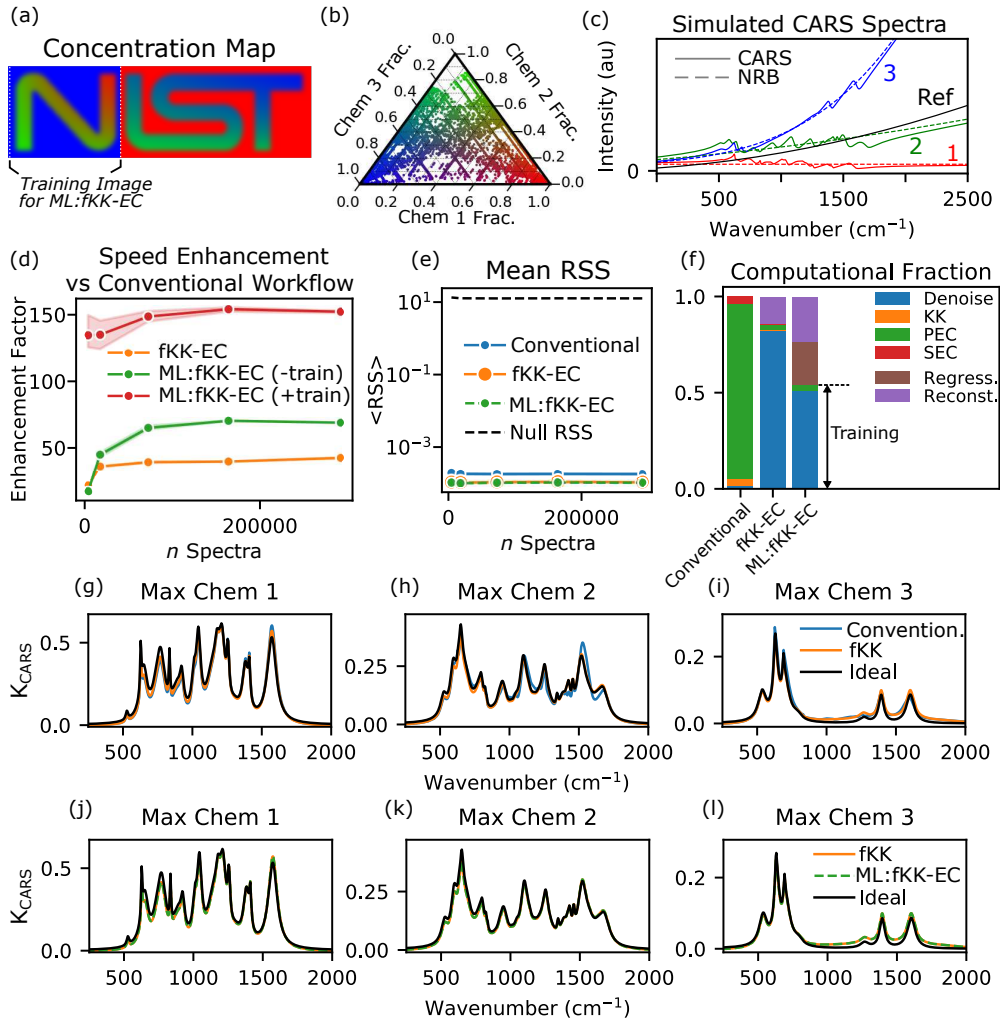 (a)
Concentration Map
NIST
Training Image
for ML:fKK-EC
(b)
Chem 3 Frac.
Chem 2 Frac.
Chem 1 Frac.
0.0
0.2
0.4
0.6
0.8
1.0
1.0
0.8
0.6
0.4
0.2
0.0
0.0 0.2 0.4 0.6 0.8 1.0
(c)
Simulated CARS Spectra
CARS
NRB
3
Ref
2
1
Intensity (au)
0
500 1500 2500
Wavenumber (cm⁻¹)
(d)
Speed Enhancement
vs Conventional Workflow
Enhancement Factor
150
100
50
fKK-EC
ML:fKK-EC (-train)
ML:fKK-EC (+train)
0 200000
n Spectra
(e)
Mean RSS
<RSS>
10¹
10⁻¹
10⁻³
Conventional
fKK-EC
ML:fKK-EC
Null RSS
0 200000
n Spectra
(f)
Computational Fraction
1.0
0.5
0.0
Denoise
KK
PEC
SEC
Regress.
Reconst.
Training
Conventional
fKK-EC
ML:fKK-EC
(g)
Max Chem 1
K_CARS
0.5
0.0
500 1000 1500 2000
(h)
Max Chem 2
0.25
0.00
500 1000 1500 2000
Wavenumber (cm⁻¹)
(i)
Max Chem 3
Convention.
fKK
Ideal
0.2
0.0
500 1000 1500 2000
(j)
Max Chem 1
K_CARS
0.5
0.0
500 1000 1500 2000
(k)
Max Chem 2
0.25
0.00
500 1000 1500 2000
Wavenumber (cm⁻¹)
(l)
Max Chem 3
fKK
ML:fKK-EC
Ideal
0.2
0.0
500 1000 1500 2000